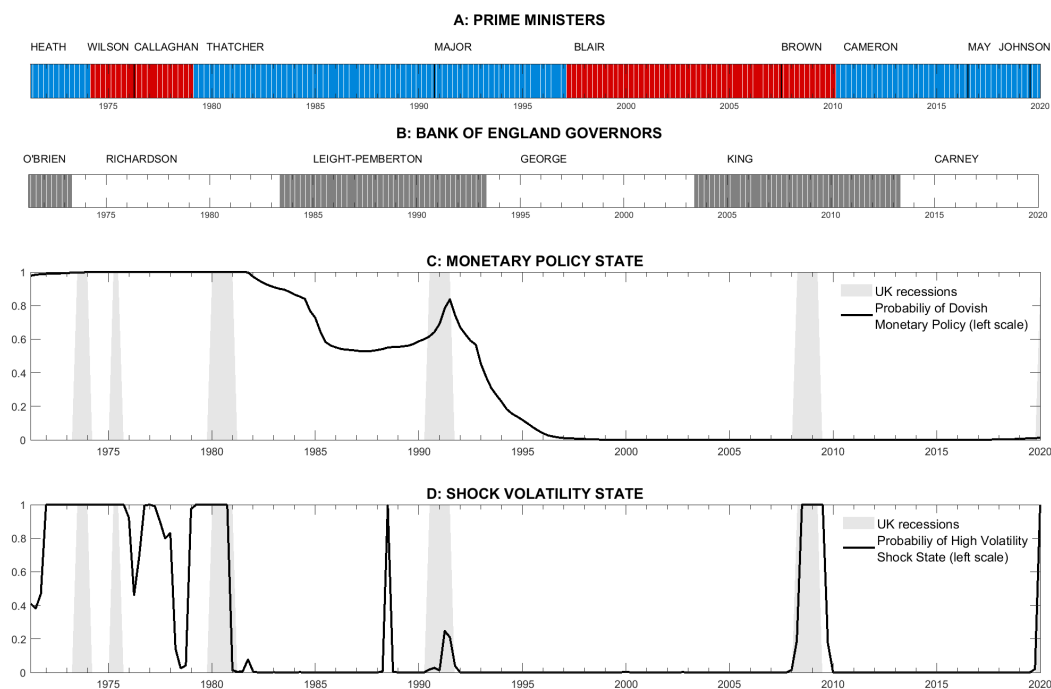 A: PRIME MINISTERS
HEATH WILSON CALLAGHAN THATCHER MAJOR BLAIR BROWN CAMERON MAY JOHNSON
1975 1980 1985 1990 1995 2000 2005 2010 2015 2020
B: BANK OF ENGLAND GOVERNORS
O'BRIEN RICHARDSON LEIGHT-PEMBERTON GEORGE KING CARNEY
1975 1980 1985 1990 1995 2000 2005 2010 2015 2020
C: MONETARY POLICY STATE
1
0.8
0.6
0.4
0.2
0
UK recessions
Probabiliy of Dovish
Monetary Policy (left scale)
1975 1980 1985 1990 1995 2000 2005 2010 2015 2020
D: SHOCK VOLATILITY STATE
1
0.8
0.6
0.4
0.2
0
UK recessions
Probabiliy of High Volatility
Shock State (left scale)
1975 1980 1985 1990 1995 2000 2005 2010 2015 2020